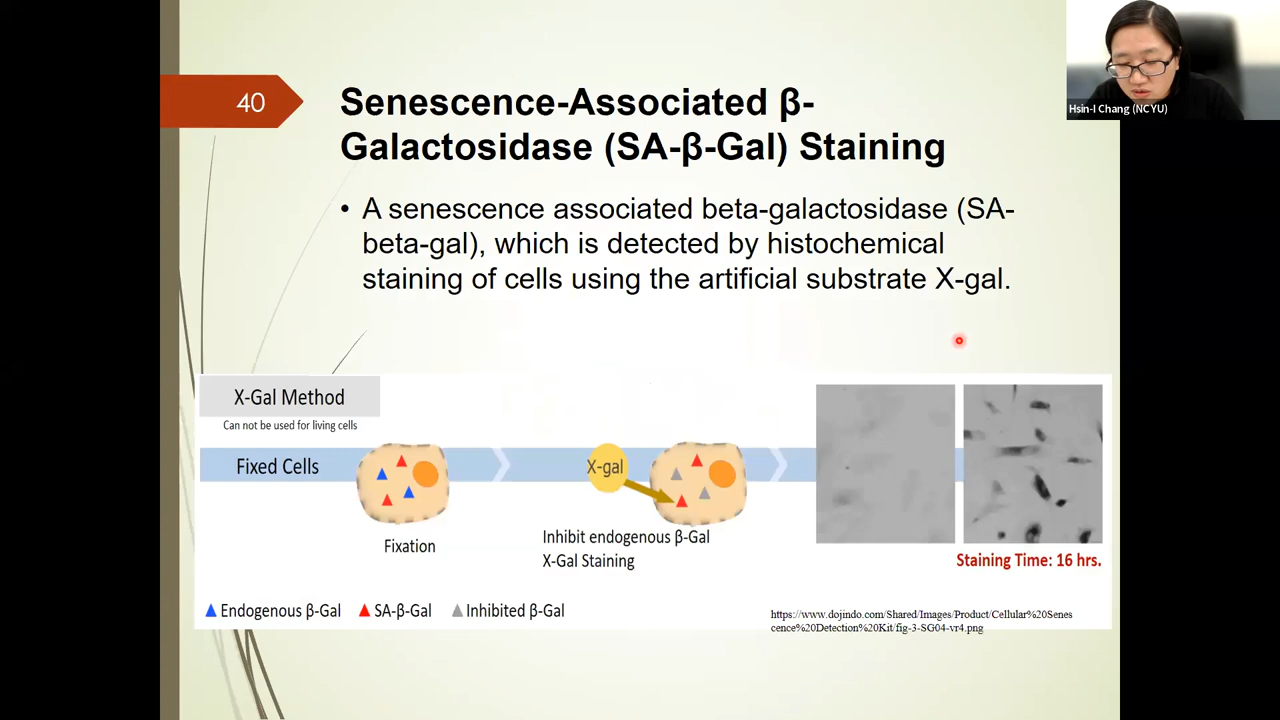 40
Senescence-Associated β-
Galactosidase (SA-β-Gal) Staining
• A senescence associated beta-galactosidase (SA-
beta-gal), which is detected by histochemical
staining of cells using the artificial substrate X-gal.
Hsin-I Chang (NCYU)
X-Gal Method
Can not be used for living cells
Fixed Cells
X-gal
Fixation
Inhibit endogenous β-Gal
X-Gal Staining
Staining Time: 16 hrs.
Endogenous β-Gal
SA-β-Gal
Inhibited β-Gal
https://www.dojindo.com/Shared/Images/Product/Cellular%20Senes
cence%20Detection%20Kit/fig-3-SG04-vr4.png